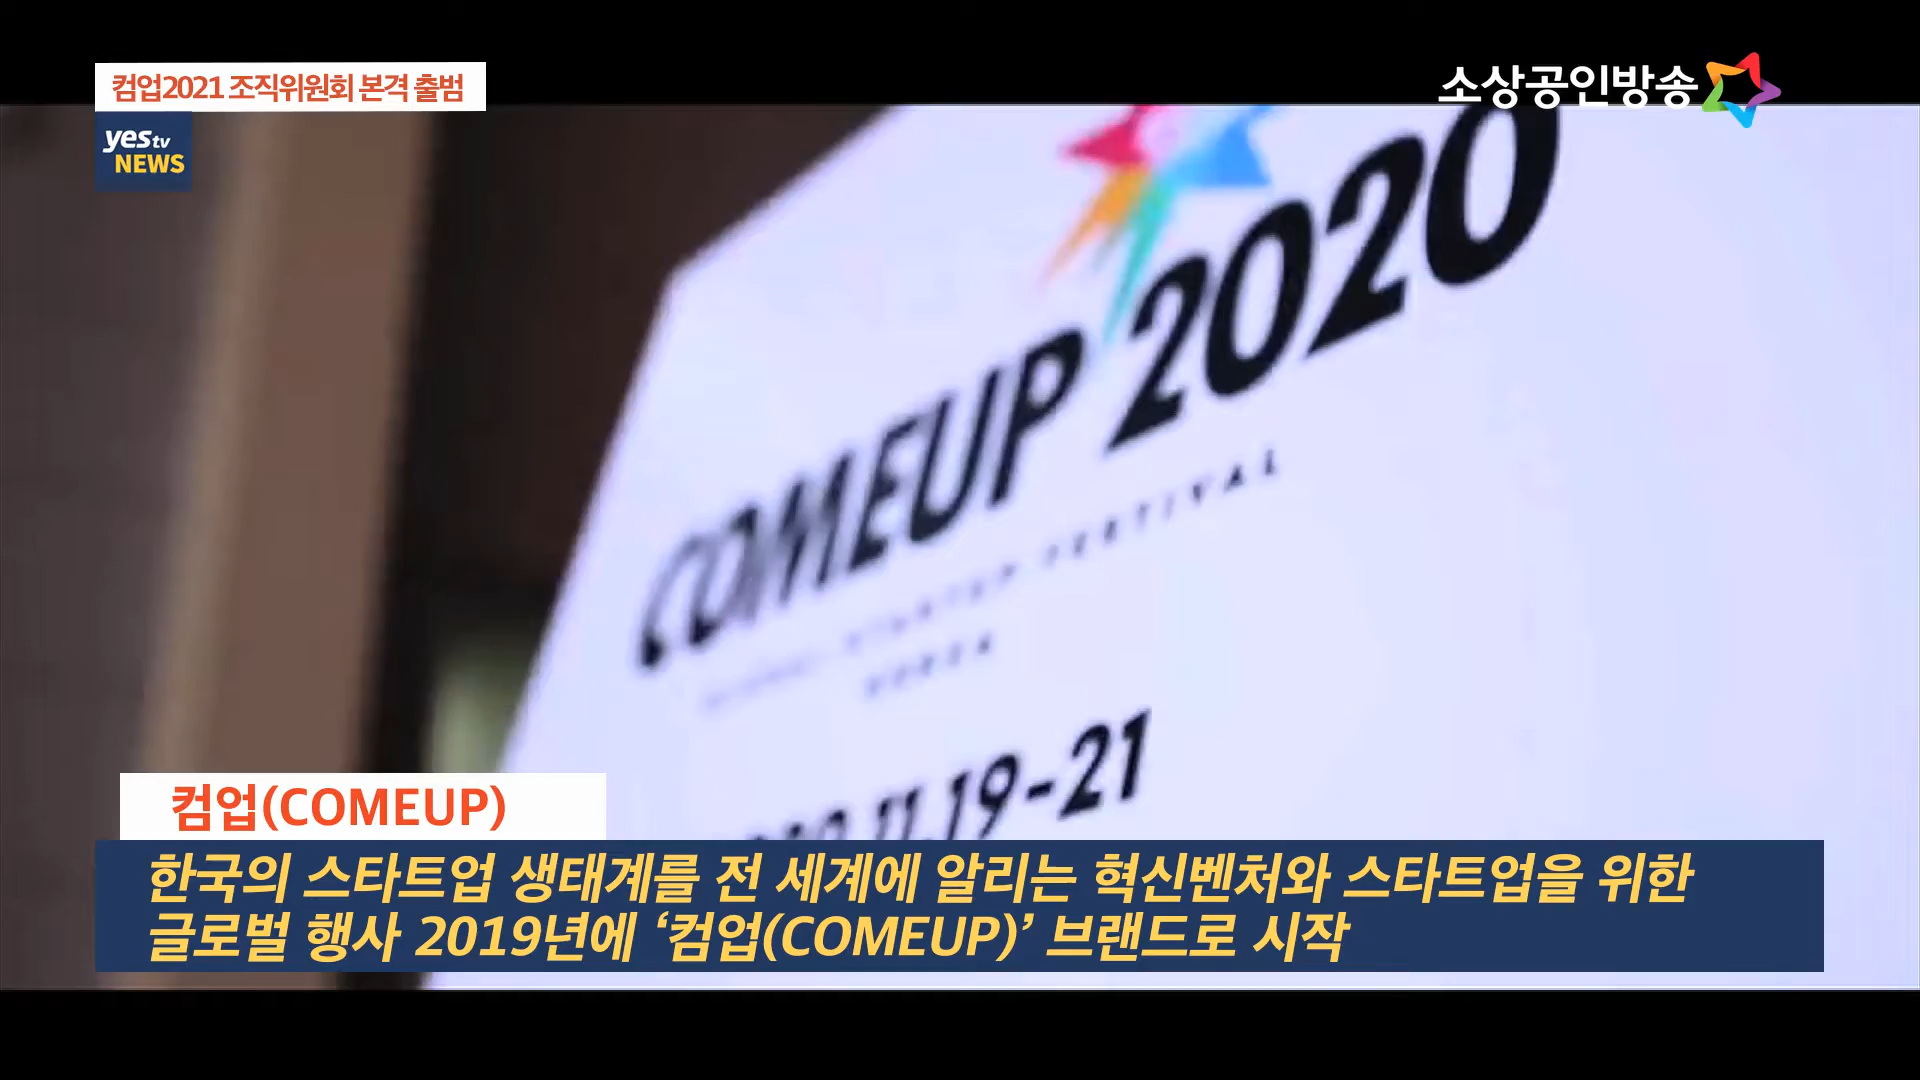 컴업2021 조직위원회 본격 출범
소상공인방송
yestv
NEWS
COMEUP 2020
STARTUP FESTIVAL
KOREA
11.19-21
컴업(COMEUP)
한국의 스타트업 생태계를 전 세계에 알리는 혁신벤처와 스타트업을 위한
글로벌 행사 2019년에 ‘컴업(COMEUP)’ 브랜드로 시작